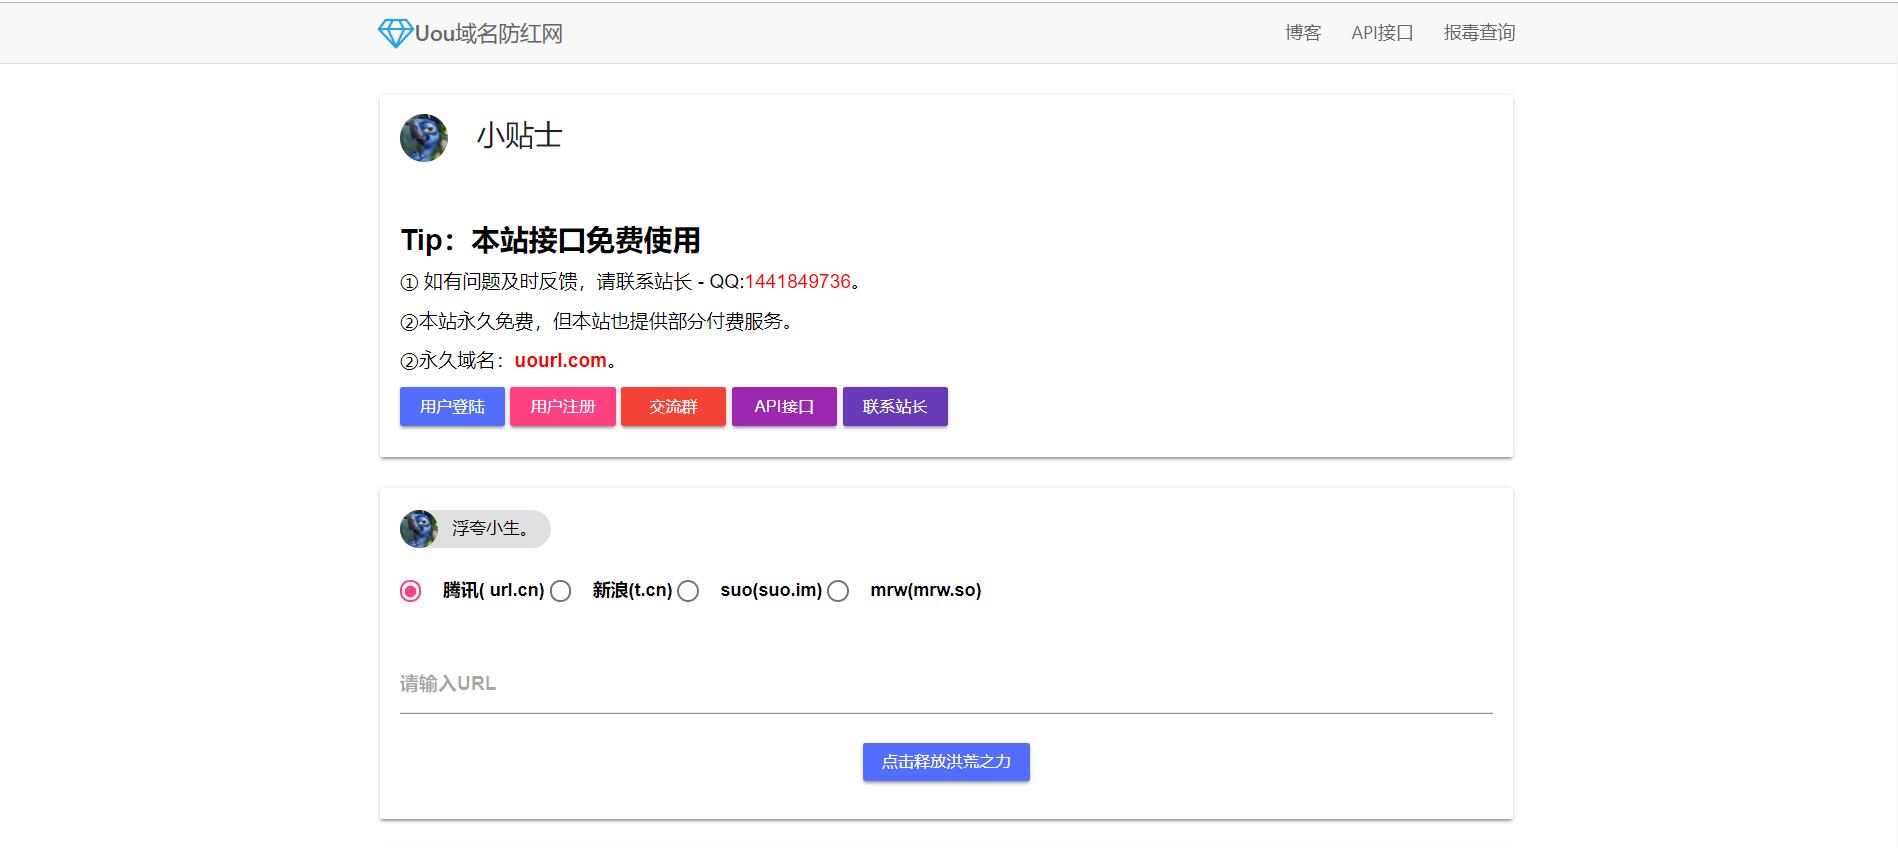 Uou域名防红网 博客 API接口 报毒查询
小贴士
Tip：本站接口免费使用
① 如有问题及时反馈，请联系站长 - QQ:1441849736。
②本站永久免费，但本站也提供部分付费服务。
②永久域名：uourl.com。
用户登陆 用户注册 交流群 API接口 联系站长
浮夸小生。
腾讯( url.cn) 新浪(t.cn) suo(suo.im) mrw(mrw.so)
请输入URL
点击释放洪荒之力